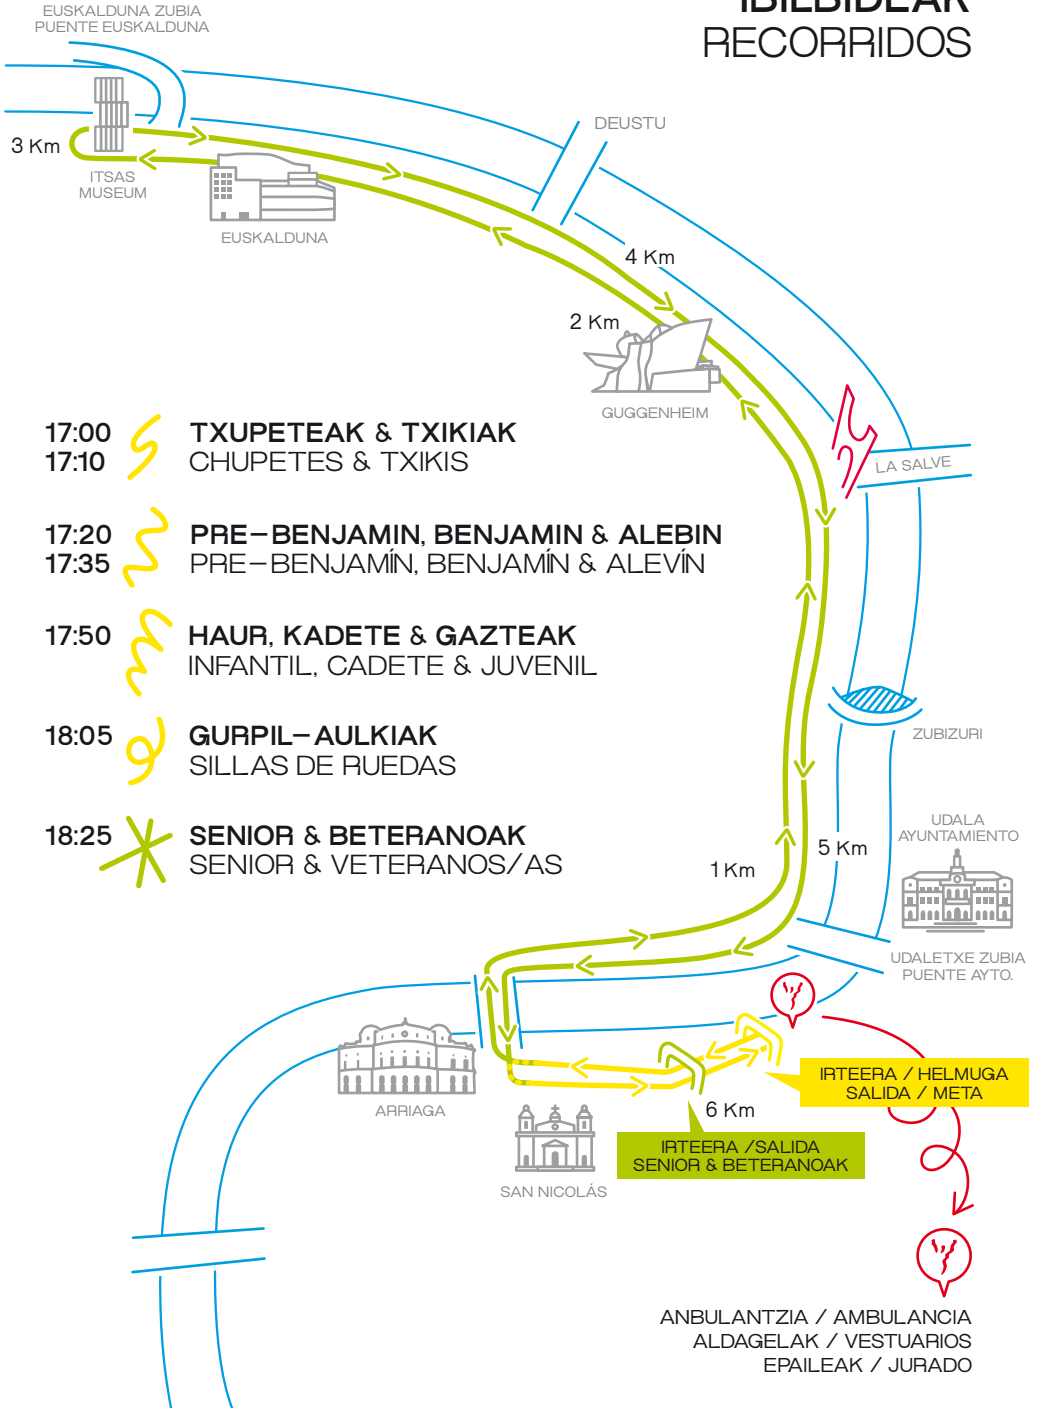 EUSKALDUNA ZUBIA
PUENTE EUSKALDUNA
IBILBIDEAK
RECORRIDOS
DEUSTU
3 Km
ITSAS
MUSEUM
EUSKALDUNA
4 Km
2 Km
GUGGENHEIM
LA SALVE
17:00
17:10
TXUPETEAK & TXIKIAK
CHUPETES & TXIKIS
17:20
17:35
PRE-BENJAMIN, BENJAMIN & ALEBIN
PRE-BENJAMÍN, BENJAMÍN & ALEVÍN
17:50
HAUR, KADETE & GAZTEAK
INFANTIL, CADETE & JUVENIL
18:05
GURPIL-AULKIAK
SILLAS DE RUEDAS
18:25
SENIOR & BETERANOAK
SENIOR & VETERANOS/AS
ZUBIZURI
UDALA
AYUNTAMIENTO
5 Km
1 Km
UDALETXE ZUBIA
PUENTE AYTO.
ARRIAGA
SAN NICOLÁS
6 Km
IRTEERA / HELMUGA
SALIDA / META
IRTEERA /SALIDA
SENIOR & BETERANOAK
ANBULANTZIA / AMBULANCIA
ALDAGELAK / VESTUARIOS
EPAILEAK / JURADO